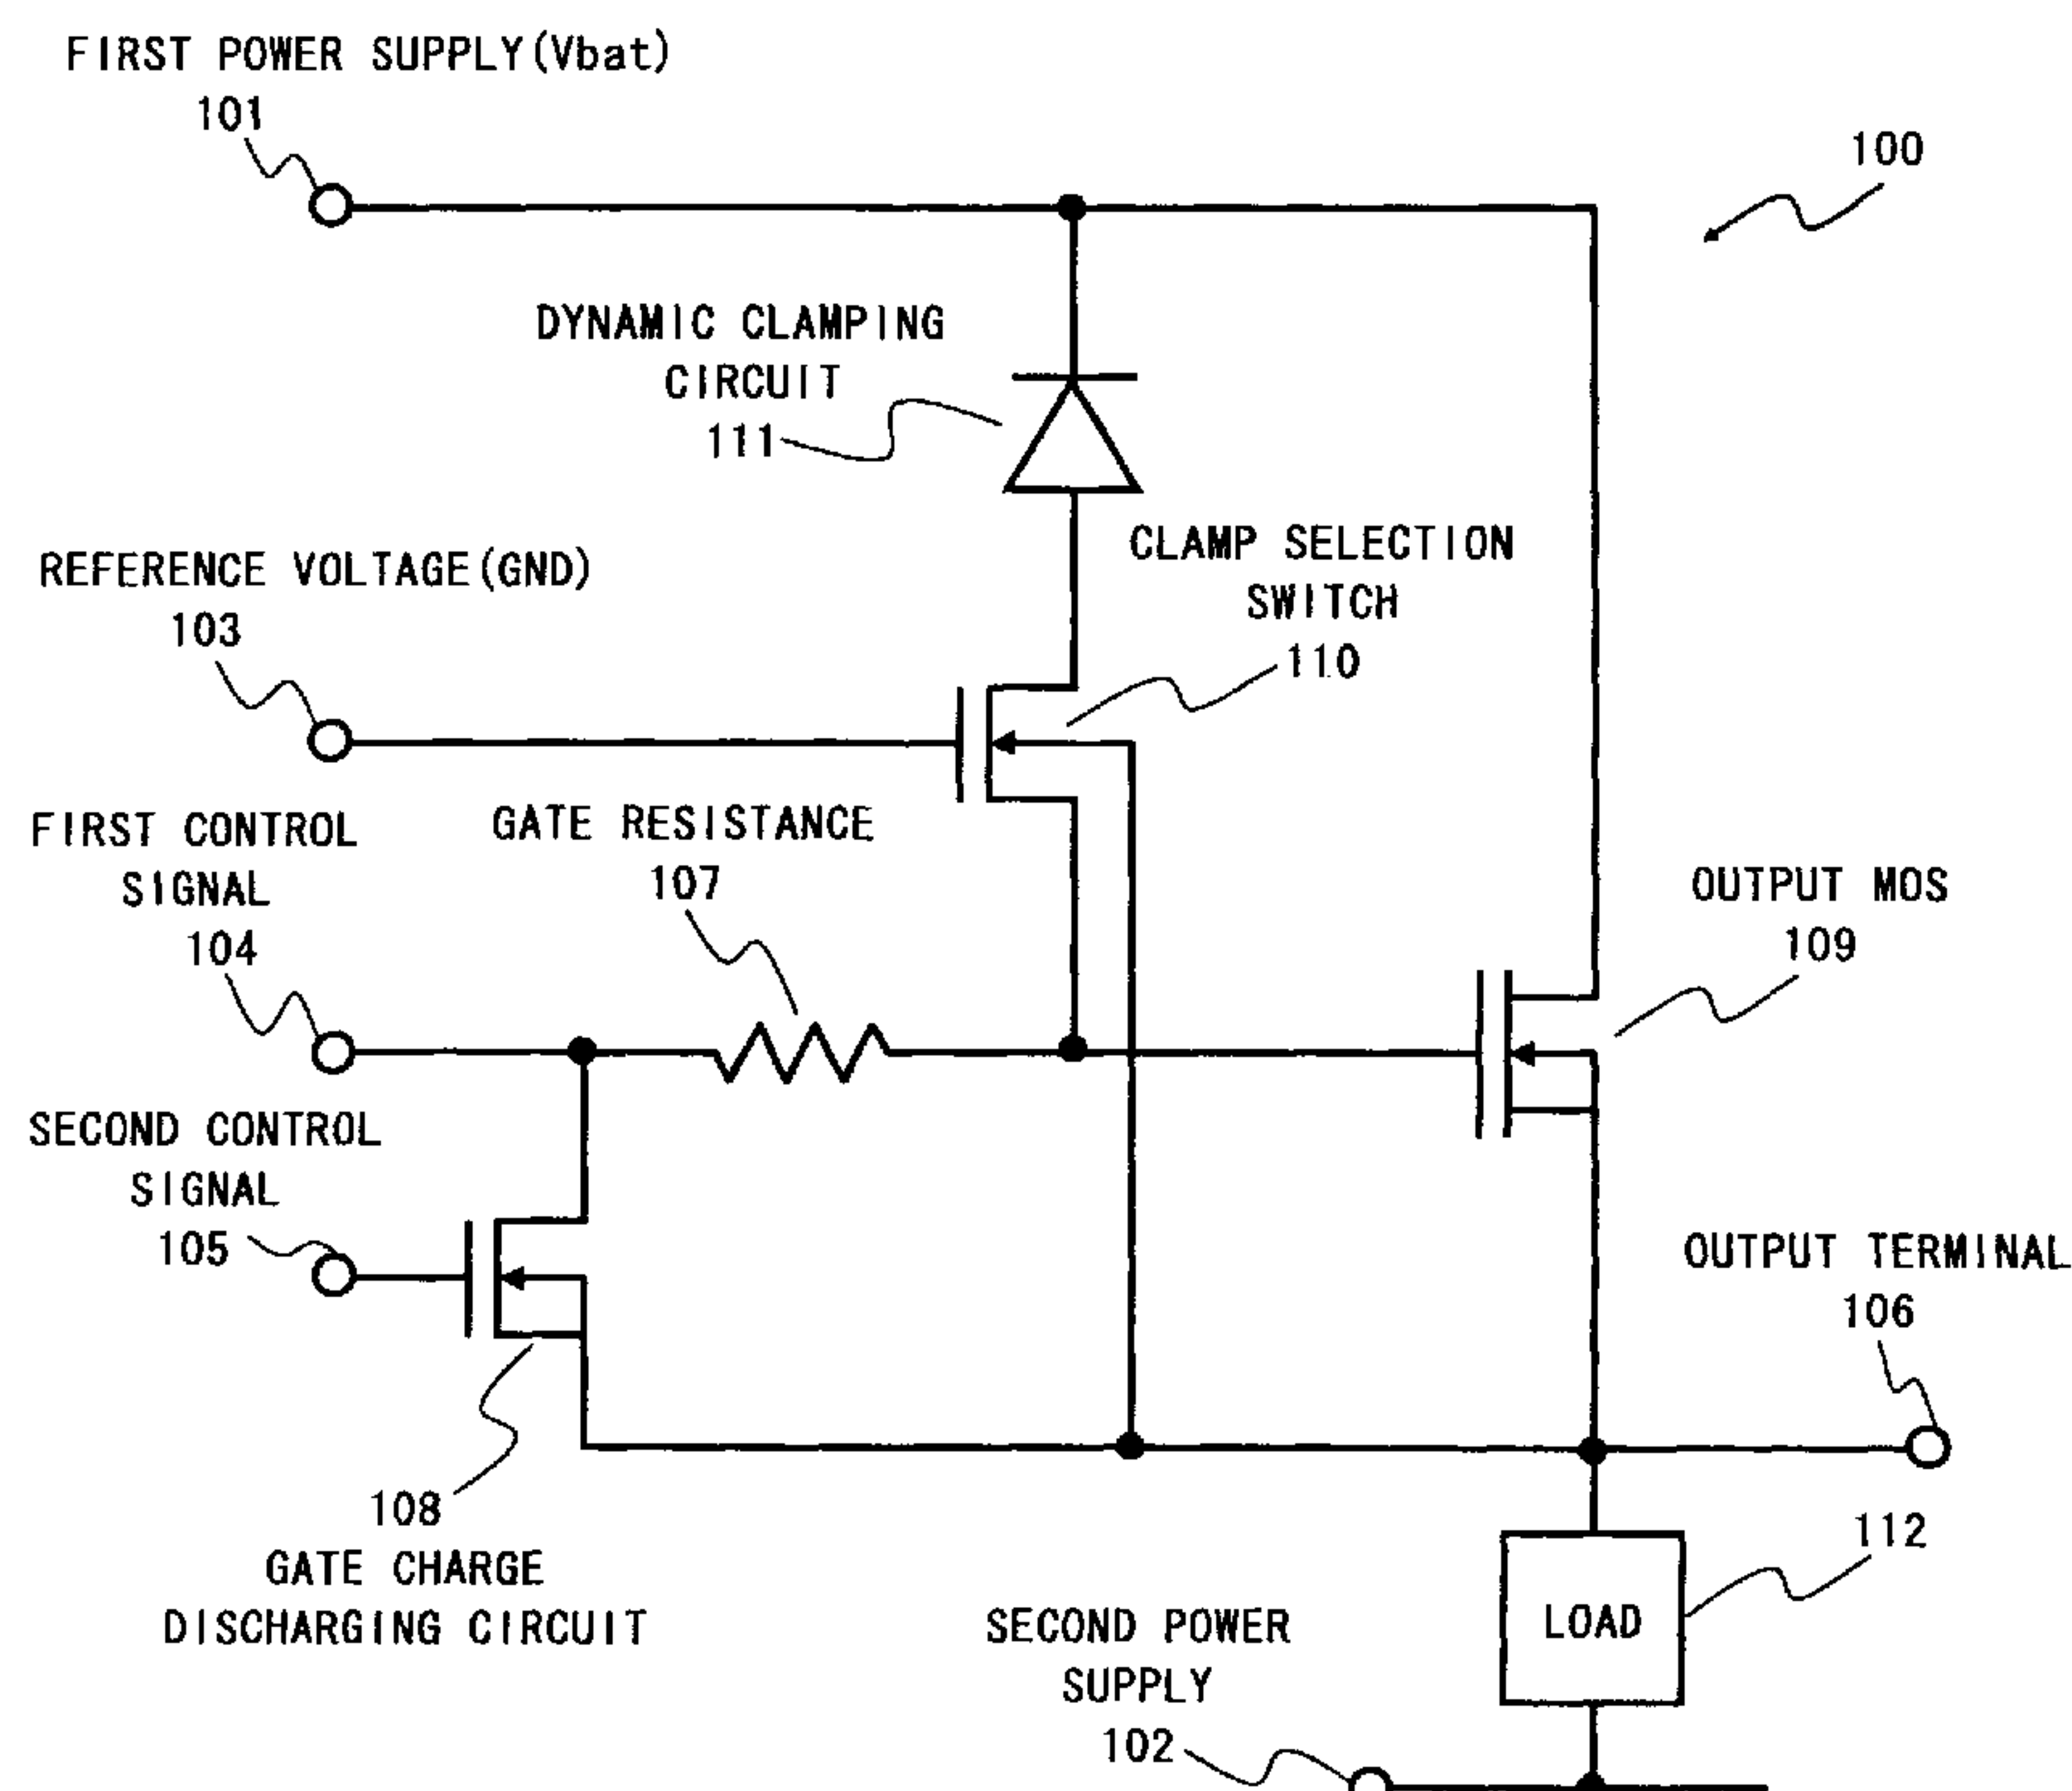 FIRST POWER SUPPLY(Vbat)
101
100
DYNAMIC CLAMPING
CIRCUIT
111
CLAMP SELECTION
SWITCH
110
REFERENCE VOLTAGE(GND)
103
GATE RESISTANCE
107
FIRST CONTROL
SIGNAL
104
OUTPUT MOS
109
SECOND CONTROL
SIGNAL
105
OUTPUT TERMINAL
106
108
GATE CHARGE
DISCHARGING CIRCUIT
112
LOAD
SECOND POWER
SUPPLY
102